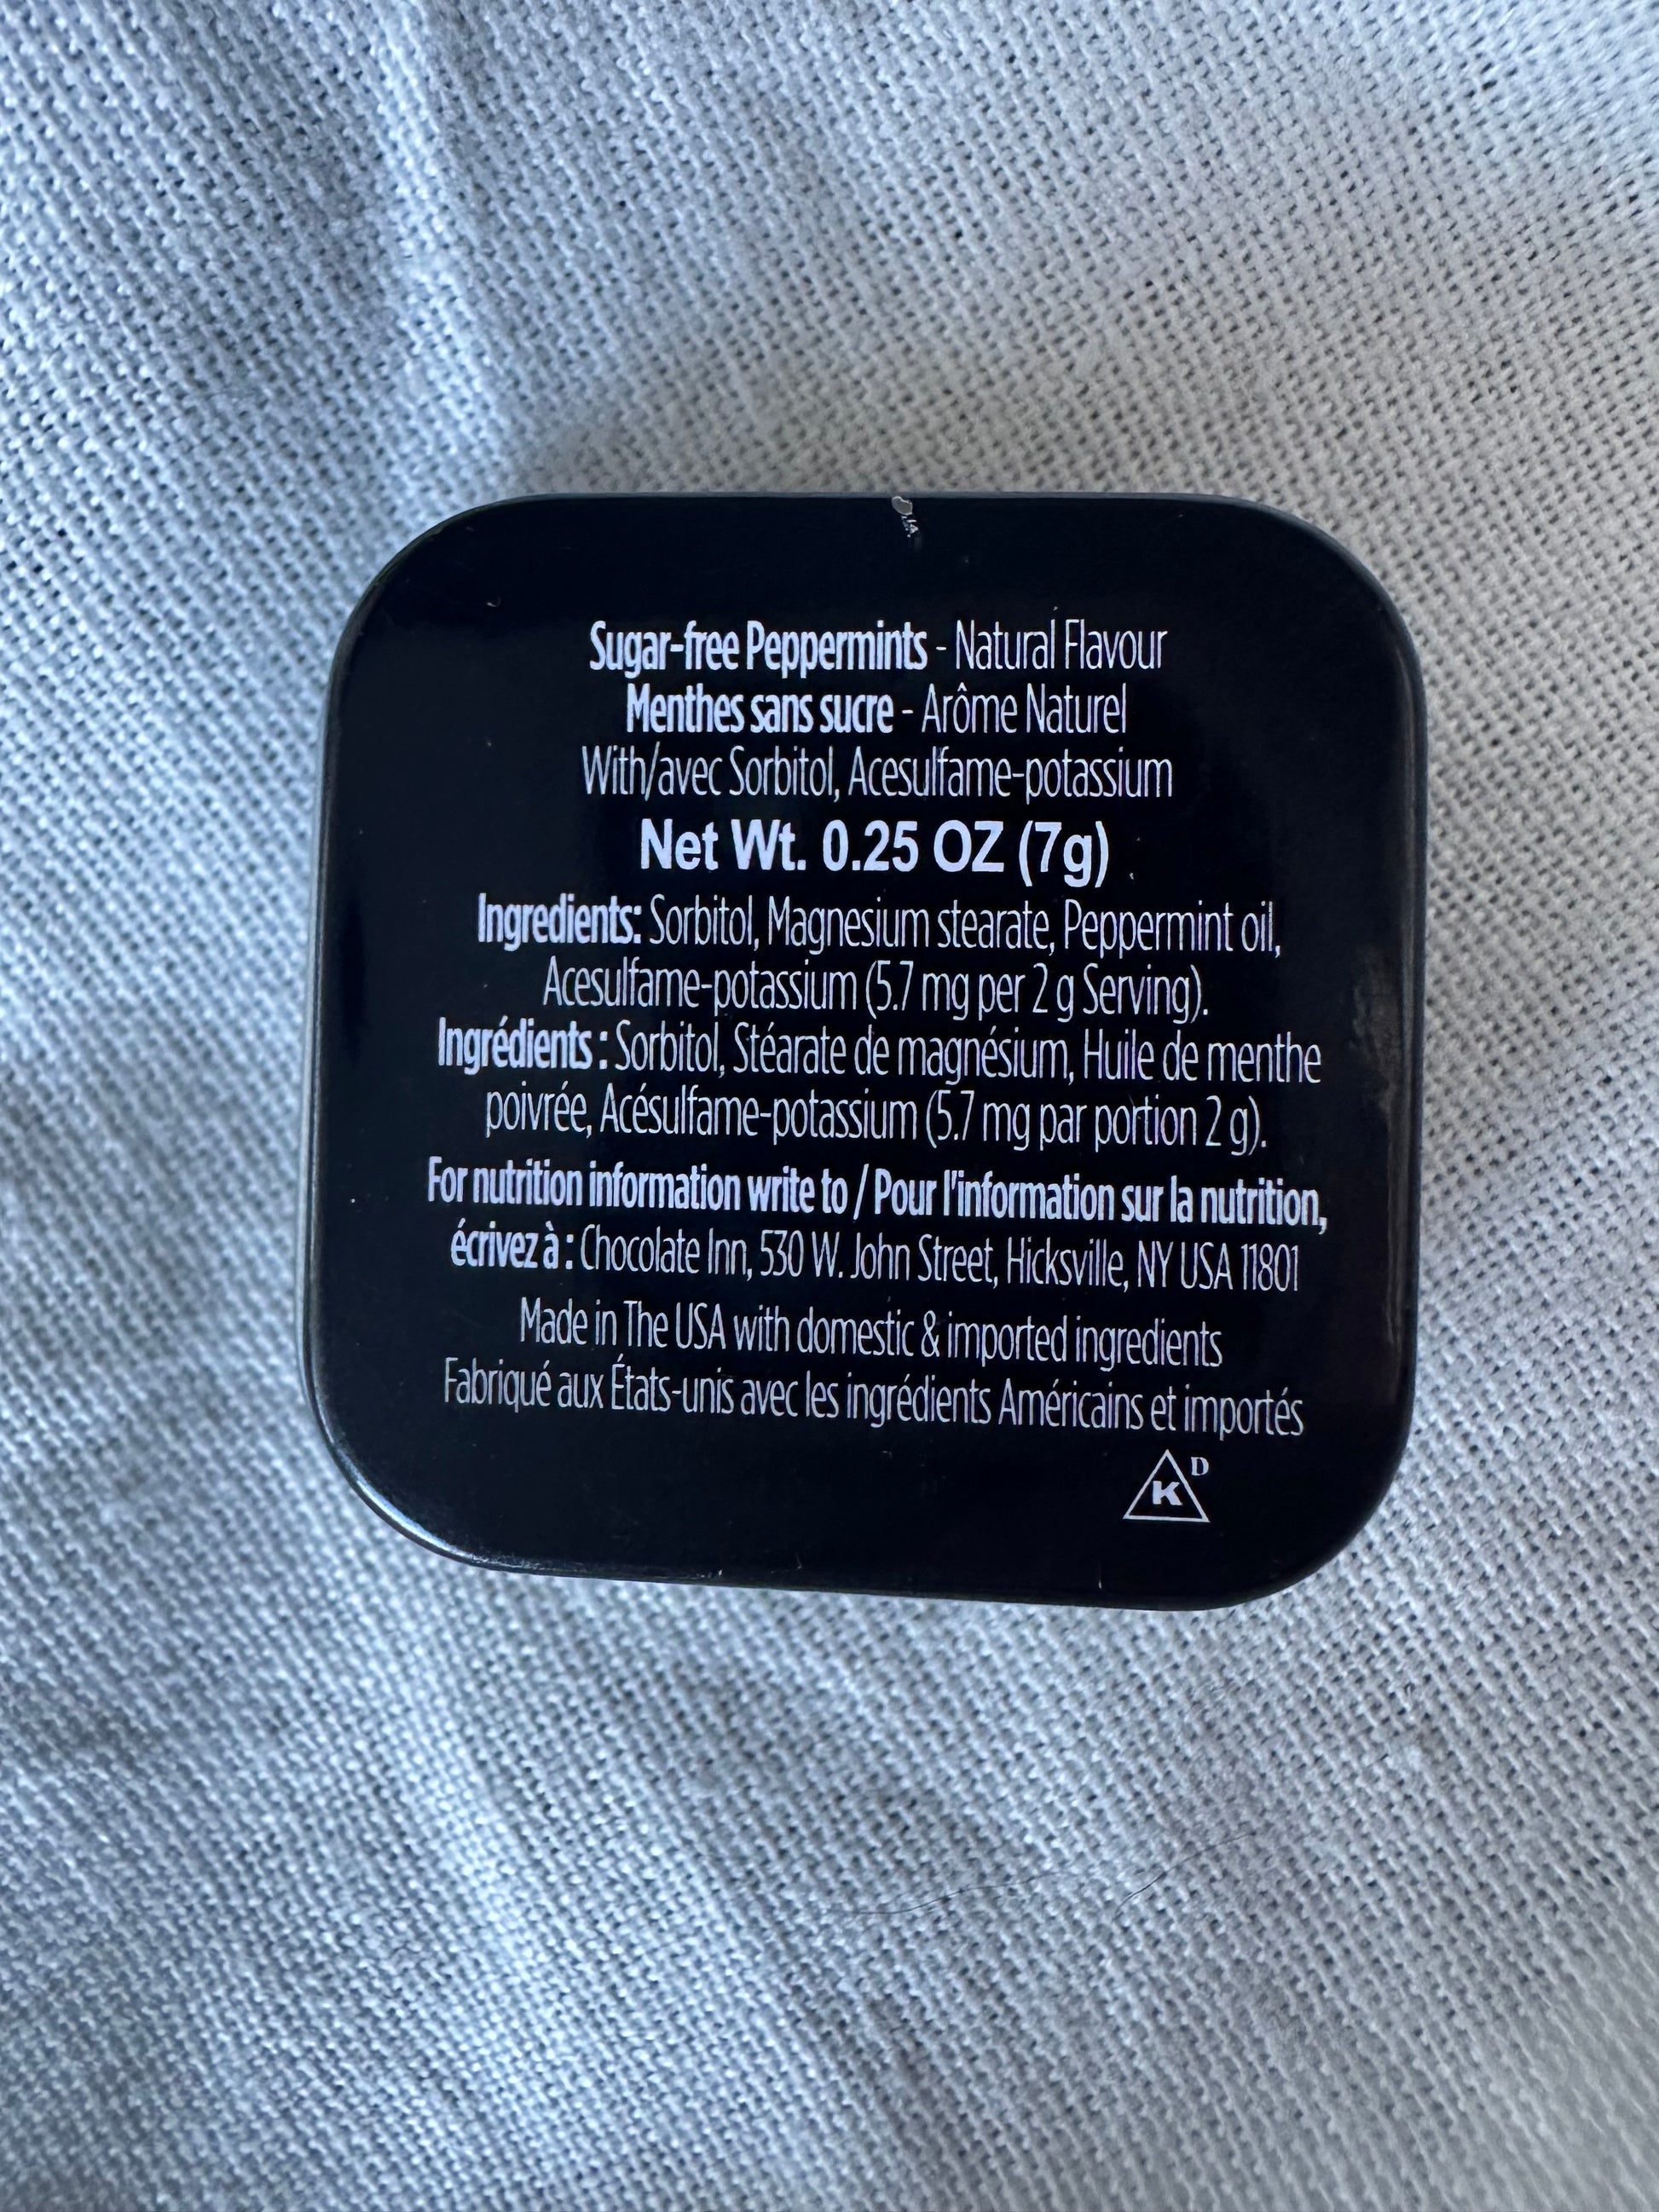 Sugar-free Peppermints - Natural Flavour
Menthes sans sucre - Arôme Naturel
With/avec Sorbitol, Acesulfame-potassium
Net Wt. 0.25 OZ (7g)
Ingredients: Sorbitol, Magnesium stearate, Peppermint oil,
Acesulfame-potassium (5.7 mg per 2 g Serving).
Ingrédients : Sorbitol, Stéarate de magnésium, Huile de menthe
poivrée, Acésulfame-potassium (5.7 mg par portion 2 g).
For nutrition information write to / Pour l'information sur la nutrition,
écrivez à : Chocolate Inn, 530 W. John Street, Hicksville, NY USA 11801
Made in The USA with domestic & imported ingredients
Fabriqué aux États-unis avec les ingrédients Américains et importés
K D